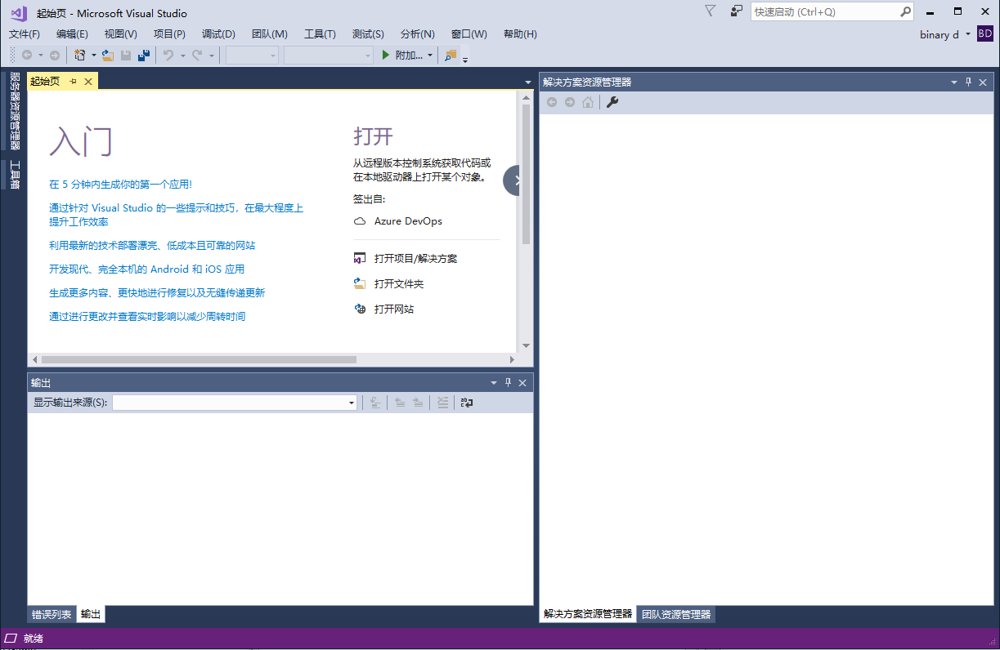 起始页 - Microsoft Visual Studio
快速启动 (Ctrl+Q)
文件(F) 编辑(E) 视图(V) 项目(P) 调试(D) 团队(M) 工具(T) 测试(S) 分析(N) 窗口(W) 帮助(H)
binary d BD
附加...
服务器资源管理器
工具箱
起始页
入门
在 5 分钟内生成你的第一个应用!
通过针对 Visual Studio 的一些提示和技巧，在最大程度上
提升工作效率
利用最新的技术部署漂亮、低成本且可靠的网站
开发现代、完全本机的 Android 和 iOS 应用
生成更多内容、更快地进行修复以及无缝传递更新
通过进行更改并查看实时影响以减少周转时间
打开
从远程版本控制系统获取代码或
在本地驱动器上打开某个对象。
签出自:
Azure DevOps
打开项目/解决方案
打开文件夹
打开网站
输出
显示输出来源(S):
错误列表 输出
解决方案资源管理器
解决方案资源管理器 团队资源管理器
就绪